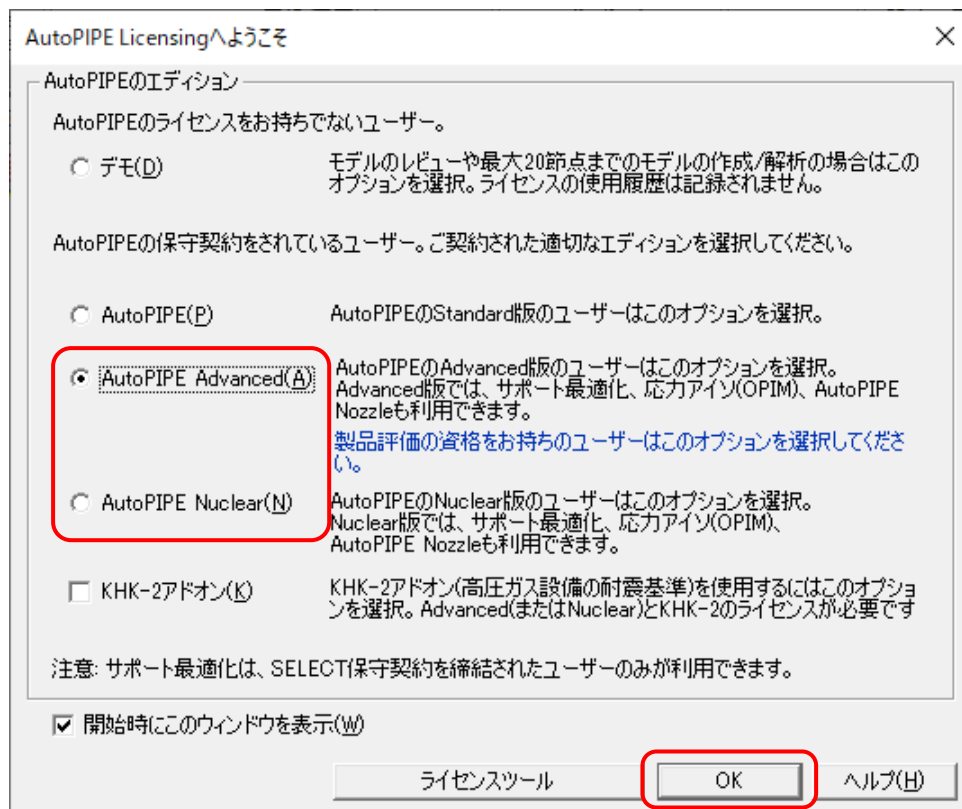 AutoPIPE Licensingへようこそ
AutoPIPEのエディション
AutoPIPEのライセンスをお持ちでないユーザー。
デモ(D)
モデルのレビューや最大20節点までのモデルの作成/解析の場合はこの
オプションを選択。ライセンスの使用履歴は記録されません。
AutoPIPEの保守契約をされているユーザー。ご契約された適切なエディションを選択してください。
AutoPIPE(P)
AutoPIPEのStandard版のユーザーはこのオプションを選択。
AutoPIPE Advanced(A)
AutoPIPEのAdvanced版のユーザーはこのオプションを選択。
Advanced版では、サポート最適化、応力アイソ(OPIM)、AutoPIPE
Nozzleも利用できます。
製品評価の資格をお持ちのユーザーはこのオプションを選択してくださ
い。
AutoPIPE Nuclear(N)
AutoPIPEのNuclear版のユーザーはこのオプションを選択。
Nuclear版では、サポート最適化、応力アイソ(OPIM)、
AutoPIPE Nozzleも利用できます。
KHK-2アドオン(K)
KHK-2アドオン(高圧ガス設備の耐震基準)を使用するにはこのオプショ
ンを選択。Advanced(またはNuclear)とKHK-2のライセンスが必要です
注意: サポート最適化は、SELECT保守契約を締結されたユーザーのみが利用できます。
開始時にこのウィンドウを表示(W)
ライセンスツール
OK
ヘルプ(H)